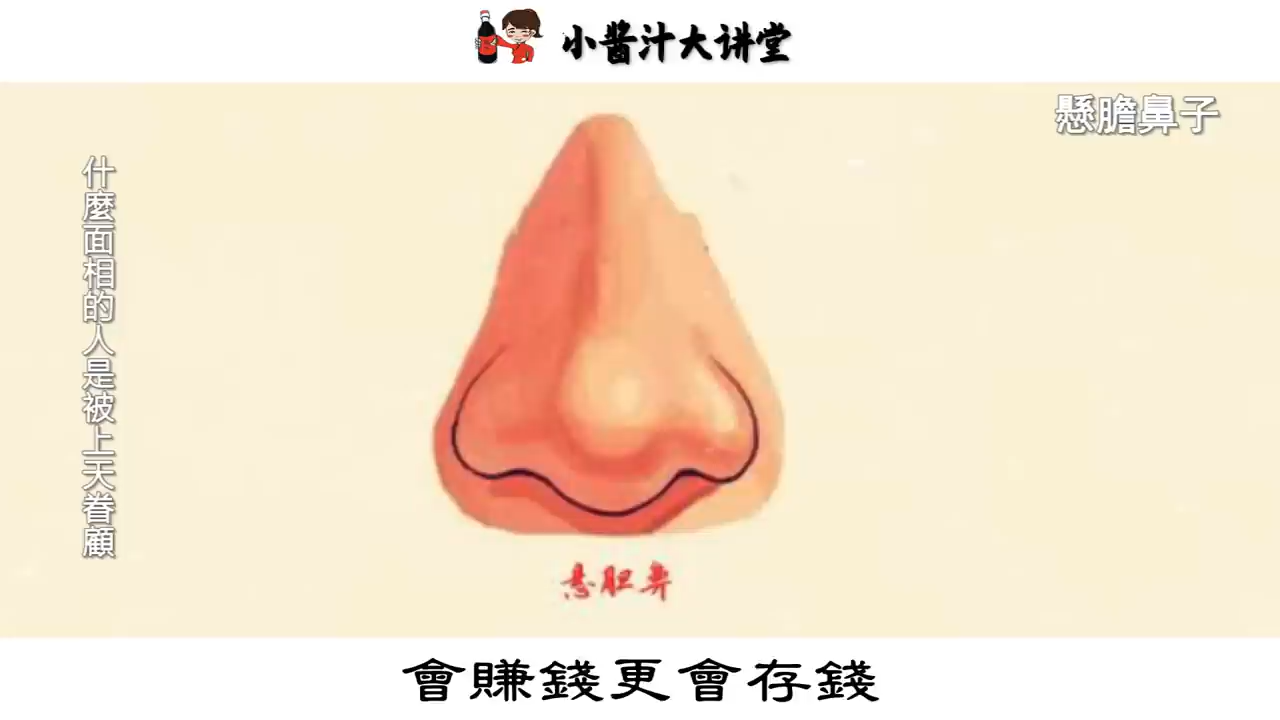 小酱汁大讲堂
懸膽鼻子
什麼面相的人是被上天眷顧
悬胆鼻
會賺錢更會存錢